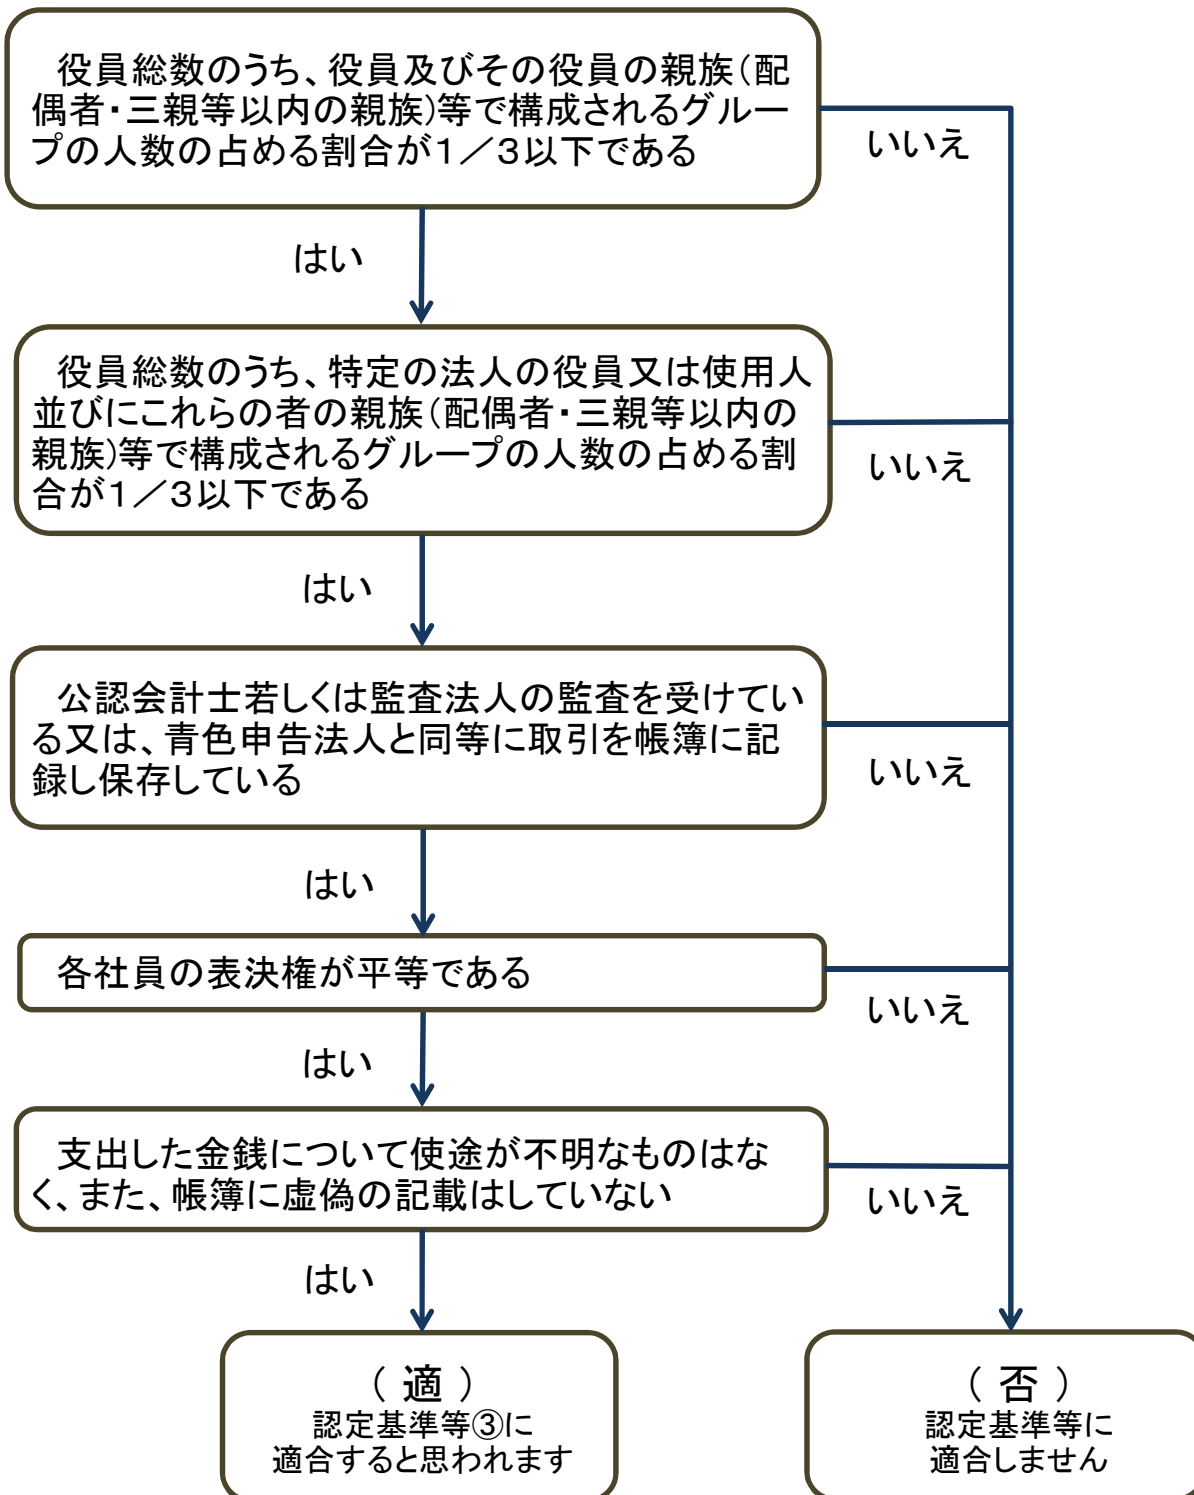 役員総数のうち、役員及びその役員の親族(配
偶者・三親等以内の親族)等で構成されるグルー
プの人数の占める割合が1／3以下である
いいえ
はい
役員総数のうち、特定の法人の役員又は使用人
並びにこれらの者の親族(配偶者・三親等以内の
親族)等で構成されるグループの人数の占める割
合が1／3以下である
いいえ
はい
公認会計士若しくは監査法人の監査を受けてい
る又は、青色申告法人と同等に取引を帳簿に記
録し保存している
いいえ
はい
各社員の表決権が平等である
いいえ
はい
支出した金銭について使途が不明なものはな
く、また、帳簿に虚偽の記載はしていない
いいえ
はい
（ 適 ）
認定基準等③に
適合すると思われます
（ 否 ）
認定基準等に
適合しません